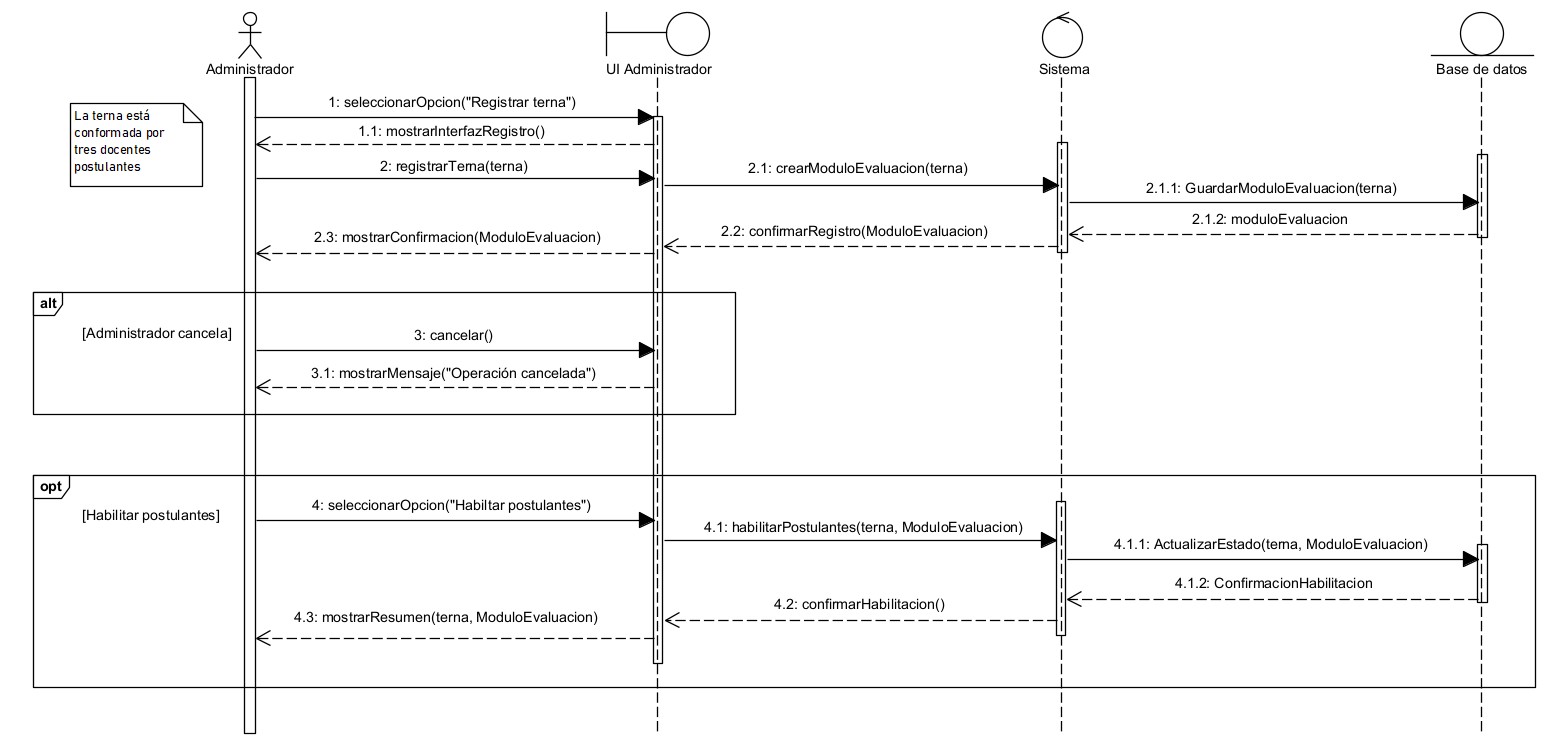 Administrador
UI Administrador
Sistema
Base de datos
La terna está
conformada por
tres docentes
postulantes
1: seleccionarOpcion("Registrar terna")
1.1: mostrarInterfazRegistro()
2: registrarTerna(terna)
2.1: crearModuloEvaluacion(terna)
2.1.1: GuardarModuloEvaluacion(terna)
2.1.2: moduloEvaluacion
2.2: confirmarRegistro(ModuloEvaluacion)
2.3: mostrarConfirmacion(ModuloEvaluacion)
alt
[Administrador cancela]
3: cancelar()
3.1: mostrarMensaje("Operación cancelada")
opt
[Habilitar postulantes]
4: seleccionarOpcion("Habiltar postulantes")
4.1: habilitarPostulantes(terna, ModuloEvaluacion)
4.1.1: ActualizarEstado(terna, ModuloEvaluacion)
4.1.2: ConfirmacionHabilitacion
4.2: confirmarHabilitacion()
4.3: mostrarResumen(terna, ModuloEvaluacion)